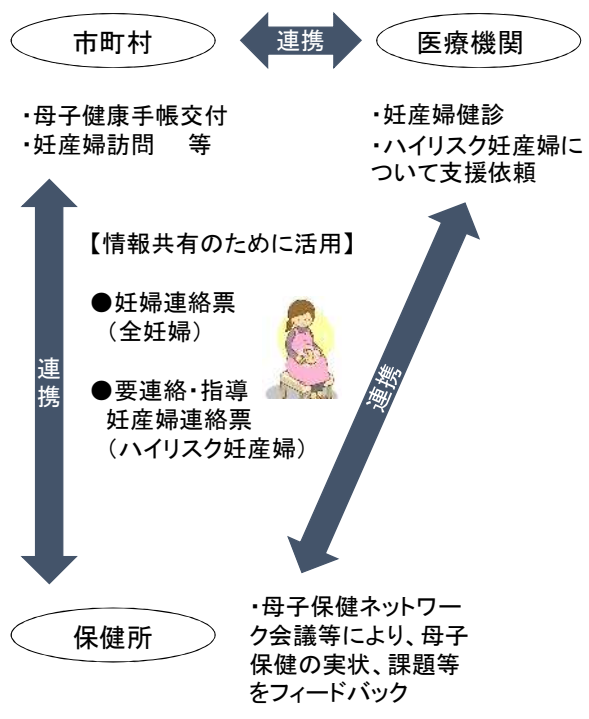 市町村
連携
医療機関
・母子健康手帳交付
・妊産婦訪問　等
・妊産婦健診
・ハイリスク妊産婦に
ついて支援依頼
【情報共有のために活用】
●妊婦連絡票
（全妊婦）
●要連絡・指導
妊産婦連絡票
（ハイリスク妊産婦）
連携
連携
保健所
・母子保健ネットワー
ク会議等により、母子
保健の実状、課題等
をフィードバック